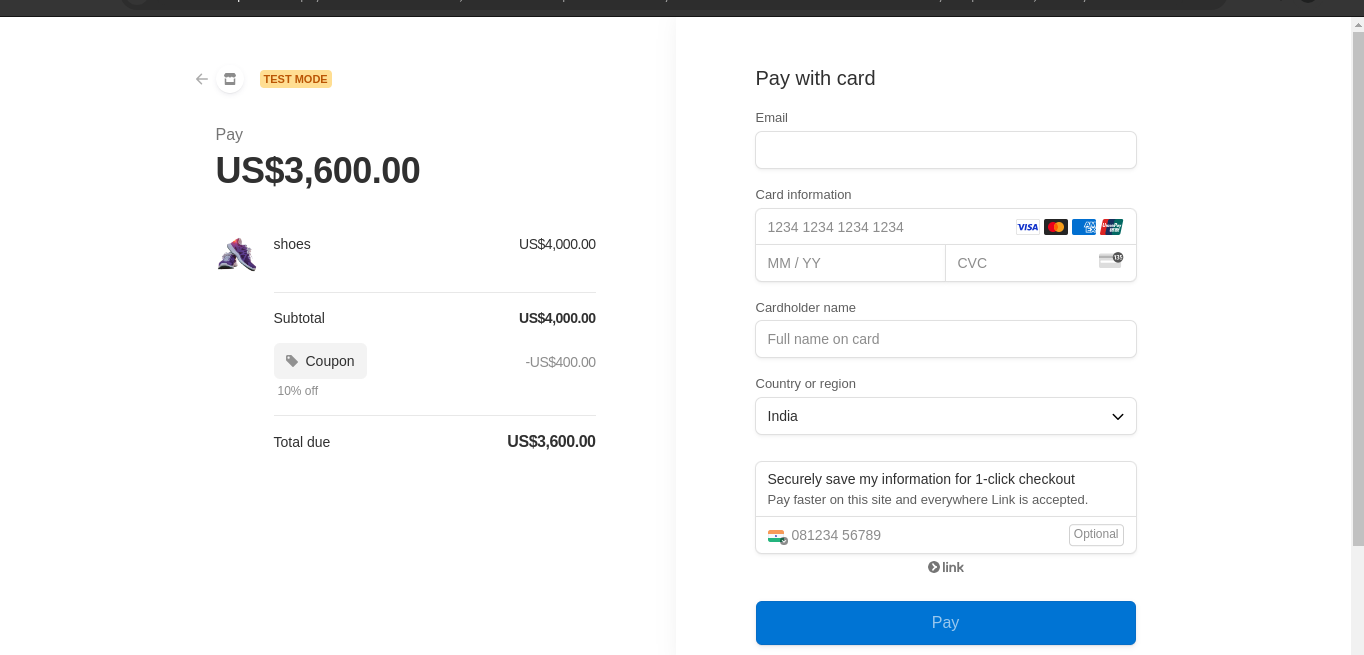 TEST MODE
Pay
US$3,600.00
shoes
US$4,000.00
Subtotal
US$4,000.00
Coupon
-US$400.00
10% off
Total due
US$3,600.00
Pay with card
Email
Card information
1234 1234 1234 1234
VISA
MM / YY
CVC
Cardholder name
Full name on card
Country or region
India
Securely save my information for 1-click checkout
Pay faster on this site and everywhere Link is accepted.
081234 56789
Optional
link
Pay